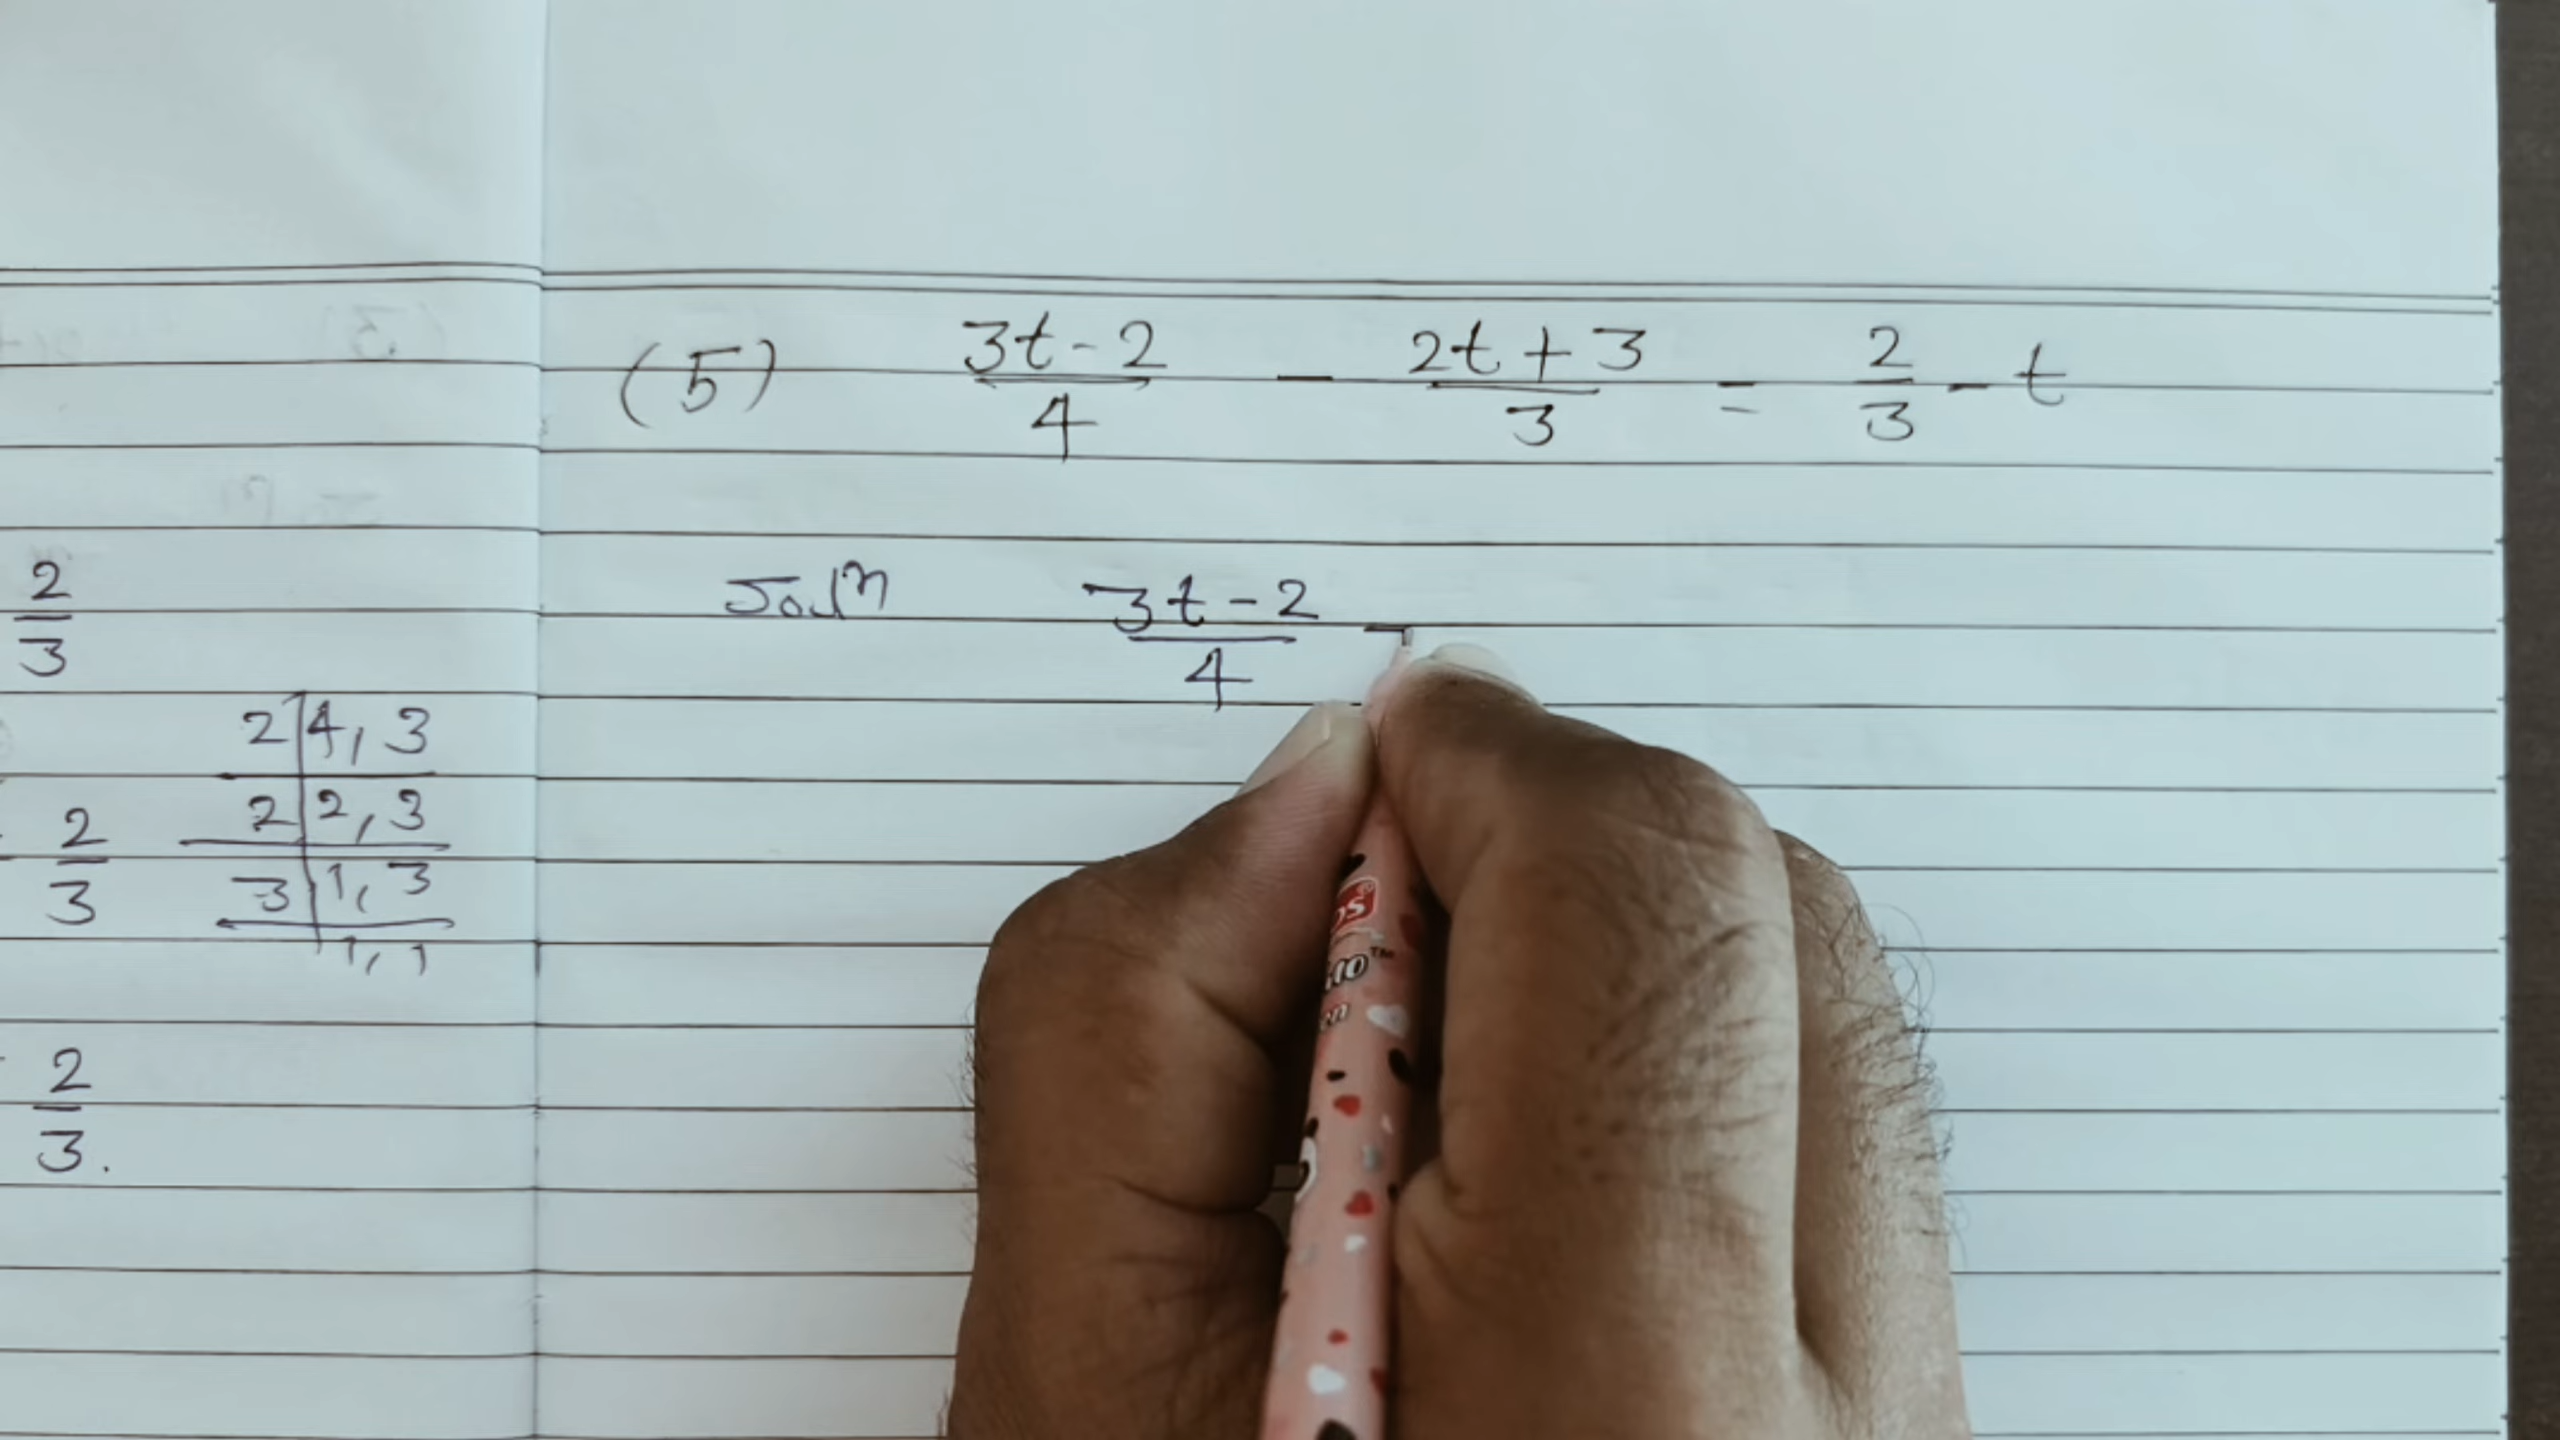 (5) (3t-2)/4 - (2t+3)/3 = 2/3 - t
Solⁿ (3t-2)/4 -
2/3
2 | 4, 3
2/3
2 | 2, 3
3 | 1, 3
1, 1
2/3.